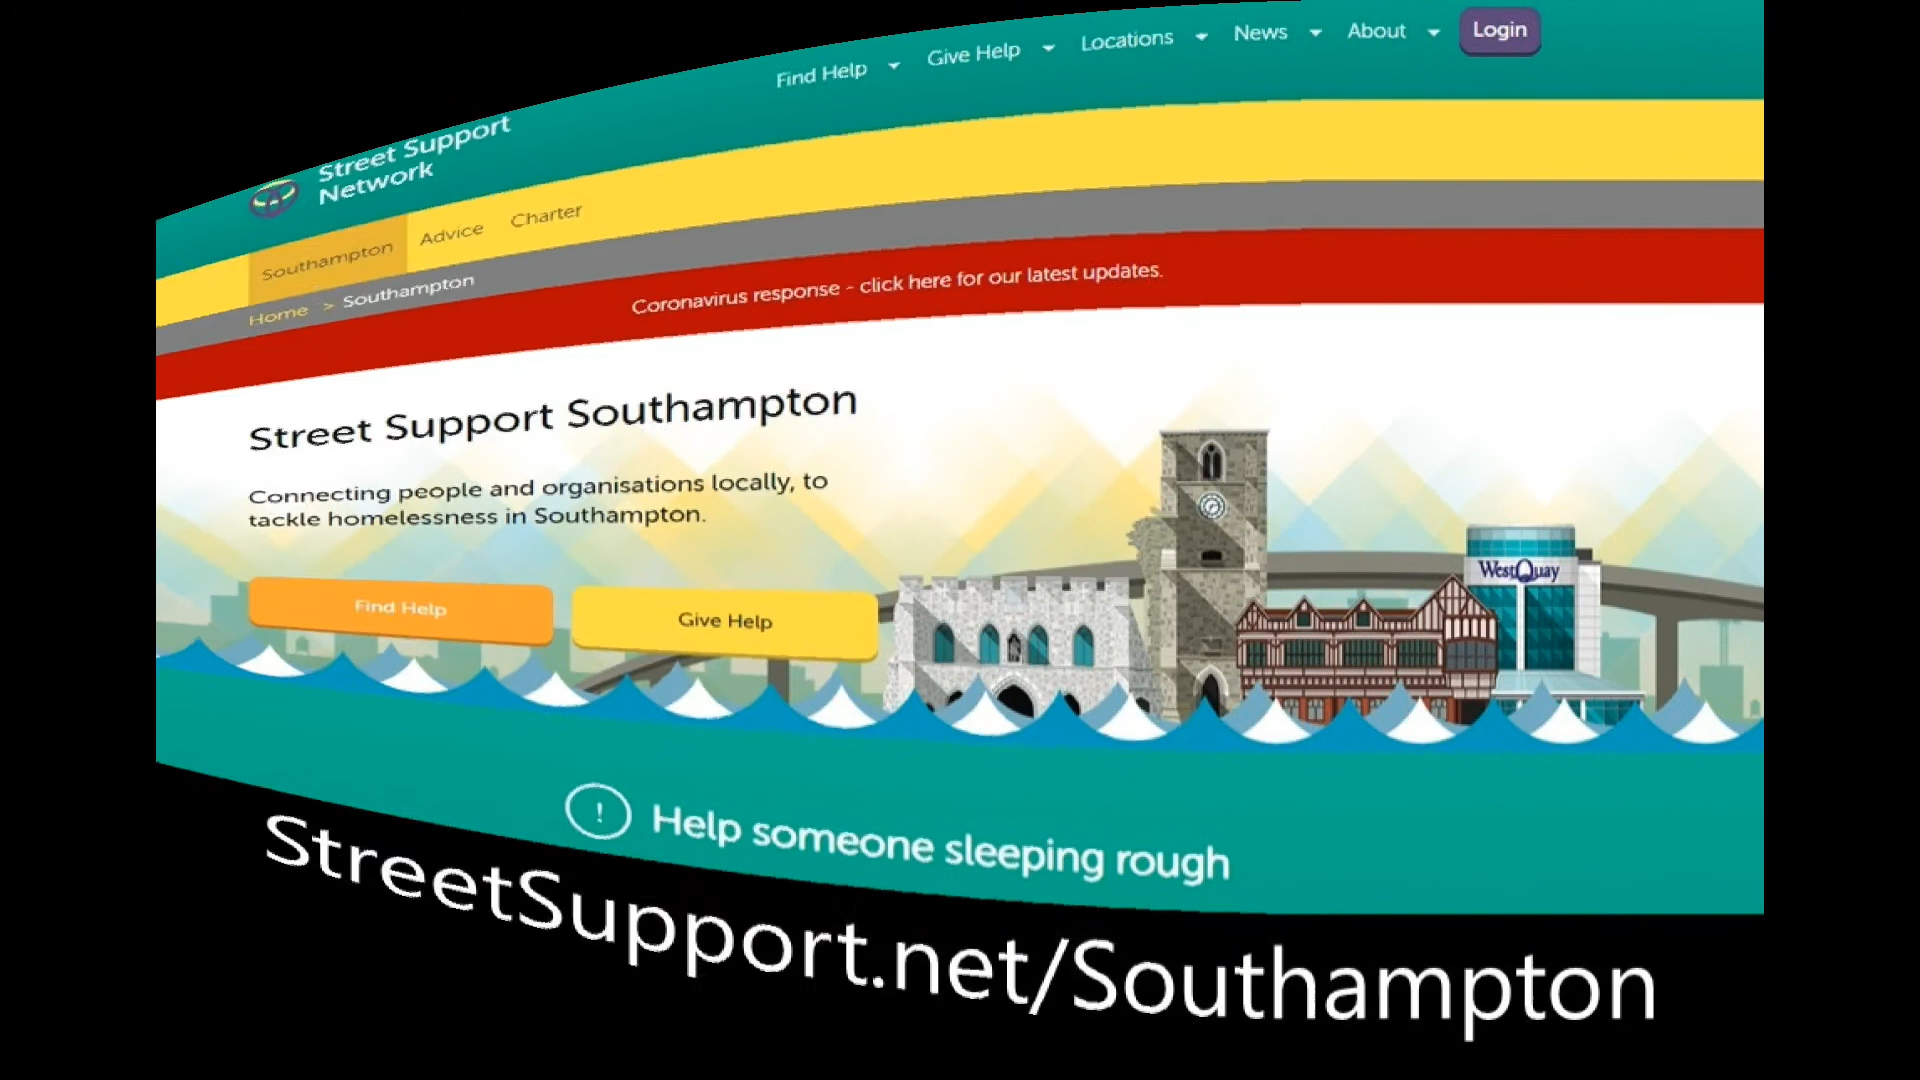 Find Help Give Help Locations News About Login
Street Support
Network
Southampton Advice Charter
Home > Southampton
Coronavirus response - click here for our latest updates.
Street Support Southampton
Connecting people and organisations locally, to
tackle homelessness in Southampton.
WestQuay
Find Help
Give Help
! Help someone sleeping rough
StreetSupport.net/Southampton